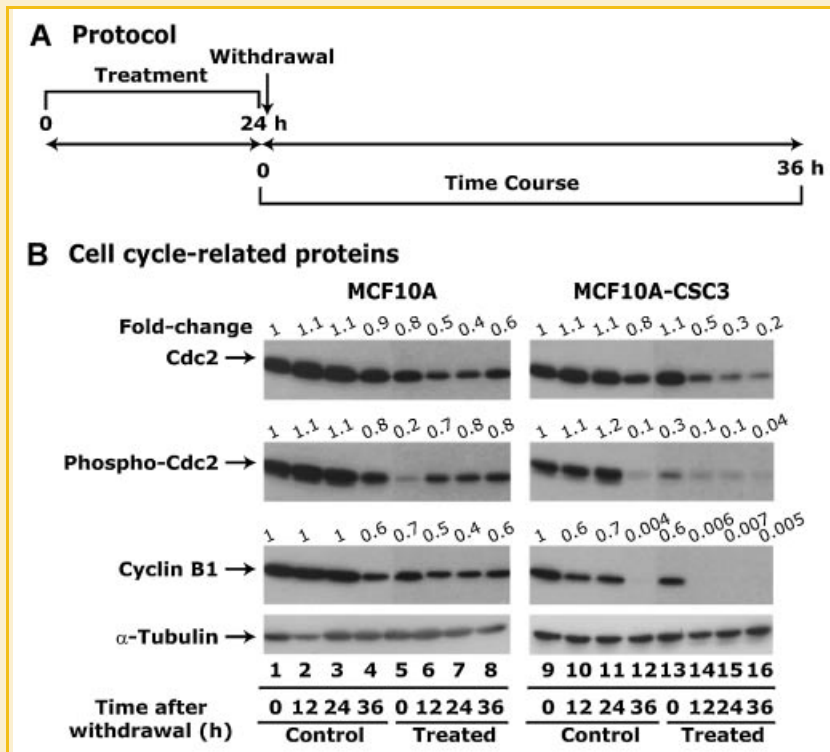 A Protocol
Withdrawal
Treatment
0 24 h
0 36 h
Time Course
B Cell cycle-related proteins
MCF10A MCF10A-CSC3
Fold-change 1 1.1 1.1 0.9 0.8 0.5 0.4 0.6 1 1.1 1.1 0.8 1.1 0.5 0.3 0.2
Cdc2
1 1.1 1.1 0.8 0.2 0.7 0.8 0.8 1 1.1 1.2 0.1 0.3 0.1 0.1 0.04
Phospho-Cdc2
1 1 1 0.6 0.7 0.5 0.4 0.6 1 0.6 0.7 0.004 0.6 0.006 0.007 0.005
Cyclin B1
α-Tubulin
1 2 3 4 5 6 7 8 9 10 11 12 13 14 15 16
Time after 0 12 24 36 0 12 24 36 0 12 24 36 0 12 24 36
withdrawal (h) Control Treated Control Treated